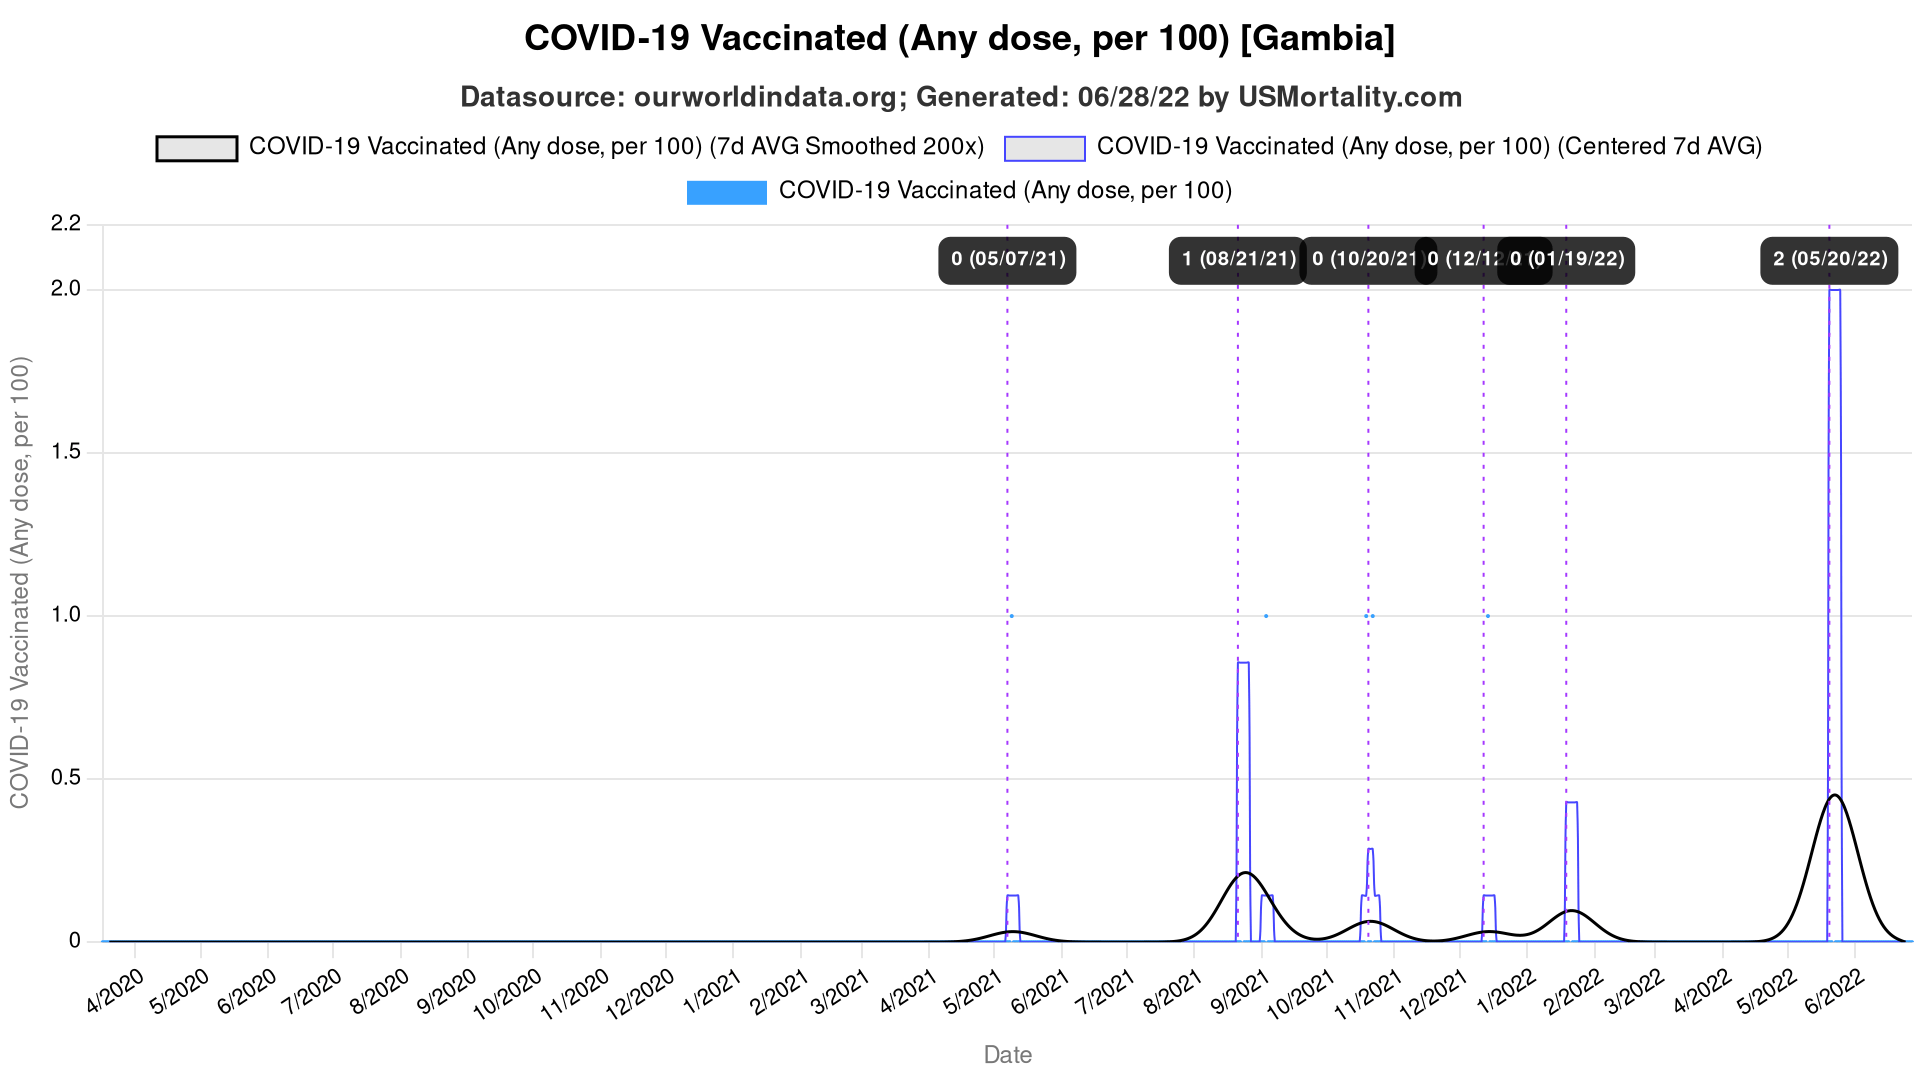 COVID-19 Vaccinated (Any dose, per 100) [Gambia]
Datasource: ourworldindata.org; Generated: 06/28/22 by USMortality.com
COVID-19 Vaccinated (Any dose, per 100) (7d AVG Smoothed 200x) COVID-19 Vaccinated (Any dose, per 100) (Centered 7d AVG)
COVID-19 Vaccinated (Any dose, per 100)
COVID-19 Vaccinated (Any dose, per 100)
2.2
2.0
1.5
1.0
0.5
0
0 (05/07/21) 1 (08/21/21) 0 (10/20/21) 0 (12/12 0 (01/19/22) 2 (05/20/22)
4/2020 5/2020 6/2020 7/2020 8/2020 9/2020 10/2020 11/2020 12/2020 1/2021 2/2021 3/2021 4/2021 5/2021 6/2021 7/2021 8/2021 9/2021 10/2021 11/2021 12/2021 1/2022 2/2022 3/2022 4/2022 5/2022 6/2022
Date